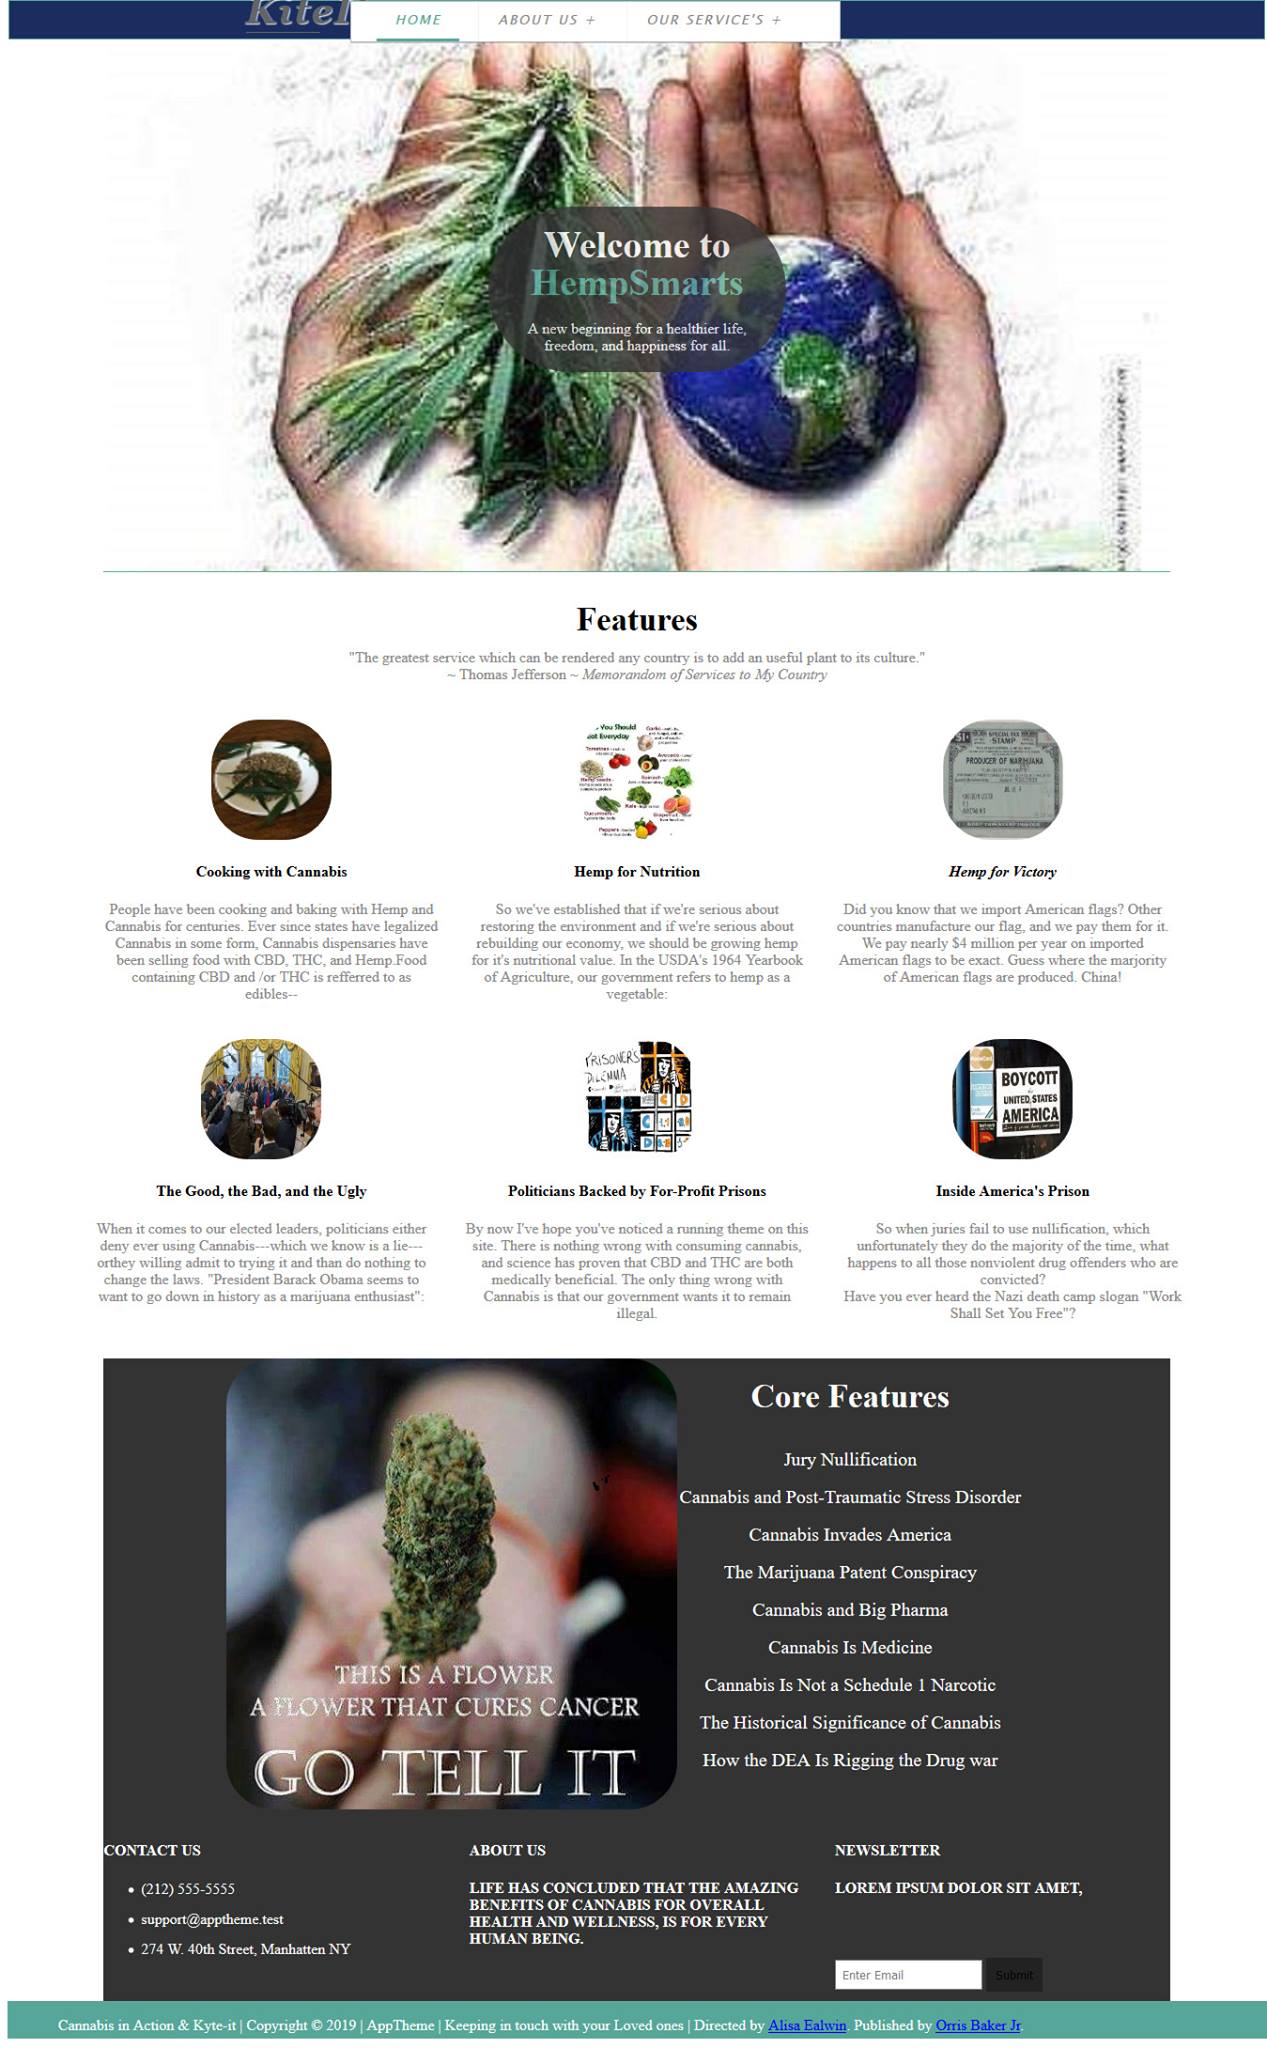 HOME
ABOUT US +
OUR SERVICE'S +
Welcome to
HempSmarts
A new beginning for a healthier life,
freedom, and happiness for all.
Features
"The greatest service which can be rendered any country is to add an useful plant to its culture."
~ Thomas Jefferson ~ Memorandom of Services to My Country
You Should
Eat Everyday
SPECIAL TAX
STAMP
PRODUCER OF MARIHUANA
Cooking with Cannabis
Hemp for Nutrition
Hemp for Victory
People have been cooking and baking with Hemp and
Cannabis for centuries. Ever since states have legalized
Cannabis in some form, Cannabis dispensaries have
been selling food with CBD, THC, and Hemp.Food
containing CBD and /or THC is refferred to as
edibles--
So we've established that if we're serious about
restoring the environment and if we're serious about
rebuilding our economy, we should be growing hemp
for it's nutritional value. In the USDA's 1964 Yearbook
of Agriculture, our government refers to hemp as a
vegetable:
Did you know that we import American flags? Other
countries manufacture our flag, and we pay them for it.
We pay nearly $4 million per year on imported
American flags to be exact. Guess where the marjority
of American flags are produced. China!
PRISONER'S
DILEMMA
BOYCOTT
UNITED STATES
AMERICA
The Good, the Bad, and the Ugly
Politicians Backed by For-Profit Prisons
Inside America's Prison
When it comes to our elected leaders, politicians either
deny ever using Cannabis---which we know is a lie---
orthey willing admit to trying it and than do nothing to
change the laws. "President Barack Obama seems to
want to go down in history as a marijuana enthusiast":
By now I've hope you've noticed a running theme on this
site. There is nothing wrong with consuming cannabis,
and science has proven that CBD and THC are both
medically beneficial. The only thing wrong with
Cannabis is that our government wants it to remain
illegal.
So when juries fail to use nullification, which
unfortunately they do the majority of the time, what
happens to all those nonviolent drug offenders who are
convicted?
Have you ever heard the Nazi death camp slogan "Work
Shall Set You Free"?
THIS IS A FLOWER
A FLOWER THAT CURES CANCER
GO TELL IT
Core Features
Jury Nullification
Cannabis and Post-Traumatic Stress Disorder
Cannabis Invades America
The Marijuana Patent Conspiracy
Cannabis and Big Pharma
Cannabis Is Medicine
Cannabis Is Not a Schedule 1 Narcotic
The Historical Significance of Cannabis
How the DEA Is Rigging the Drug war
CONTACT US
• (212) 555-5555
• support@apptheme.test
• 274 W. 40th Street, Manhatten NY
ABOUT US
LIFE HAS CONCLUDED THAT THE AMAZING
BENEFITS OF CANNABIS FOR OVERALL
HEALTH AND WELLNESS, IS FOR EVERY
HUMAN BEING.
NEWSLETTER
LOREM IPSUM DOLOR SIT AMET,
Enter Email
Submit
Cannabis in Action & Kyte-it | Copyright © 2019 | AppTheme | Keeping in touch with your Loved ones | Directed by Alisa Ealwin. Published by Orris Baker Jr.